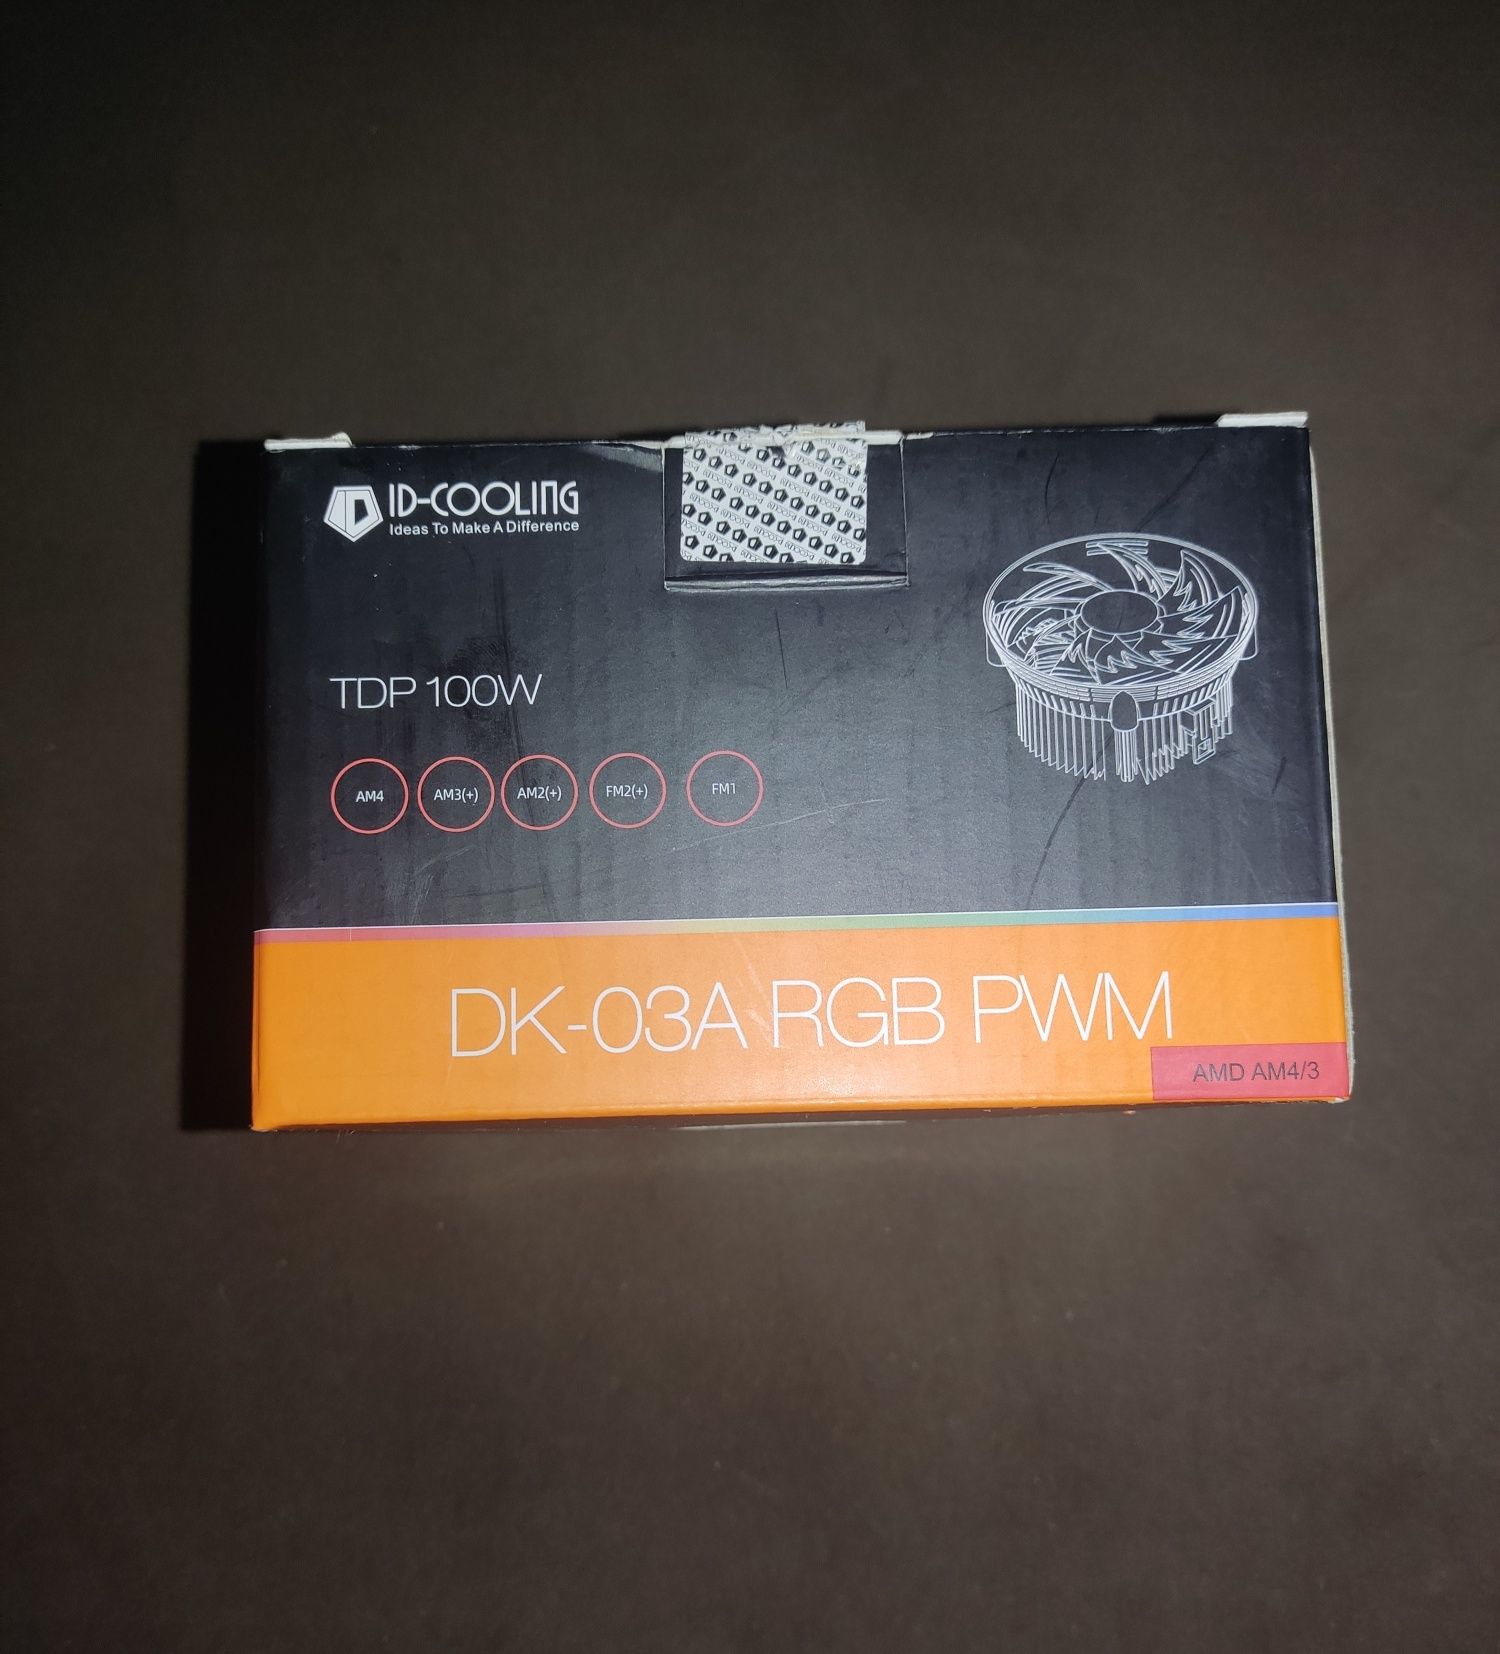 ID-COOLING
Ideas To Make A Difference
TDP 100W
AM4 AM3(+) AM2(+) FM2(+) FM1
DK-03A RGB PWM
AMD AM4/3